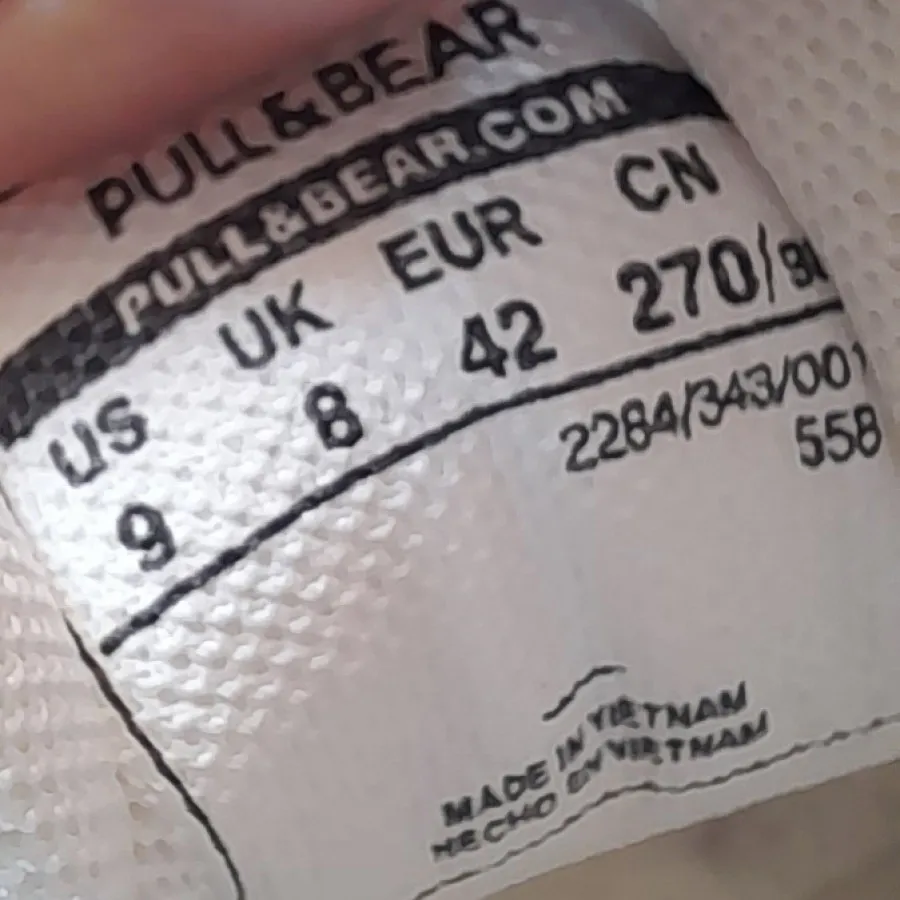 PULL&BEAR
PULL&BEAR.COM
US UK EUR CN
9 8 42 270/
2284/343/001
558
MADE IN VIETNAM
HECHO EN VIETNAM